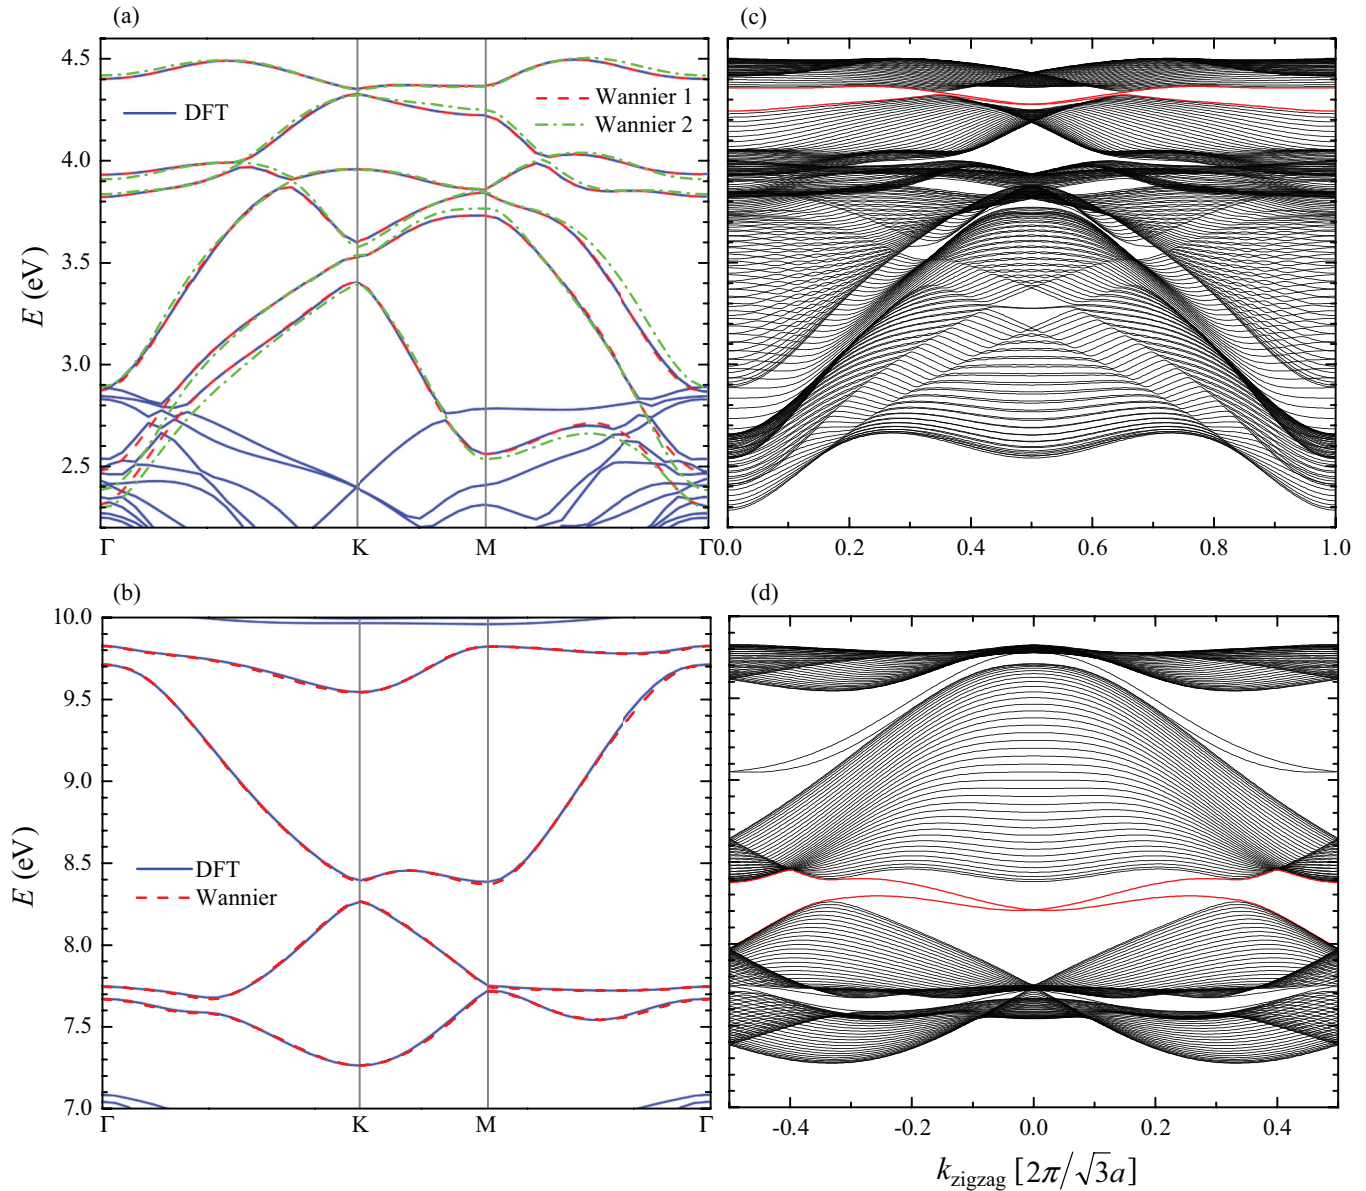 (a)
(c)
4.5
4.0
3.5
3.0
2.5
E (eV)
DFT
Wannier 1
Wannier 2
Γ K M Γ
0.0 0.2 0.4 0.6 0.8 1.0
(b)
(d)
10.0
9.5
9.0
8.5
8.0
7.5
7.0
E (eV)
DFT
Wannier
Γ K M Γ
-0.4 -0.2 0.0 0.2 0.4
k_zigzag [2π/√3a]